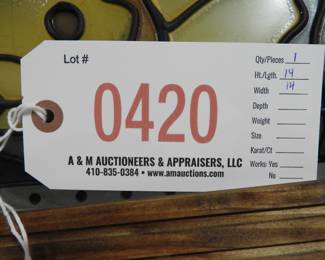 Lot #
0420
A & M AUCTIONEERS & APPRAISERS, LLC
410-835-0384 • www.amauctions.com
Qty/Pieces 1
Ht./Lgth. 14
Width 14
Depth
Weight
Size
Karat/Ct
Works: Yes
No